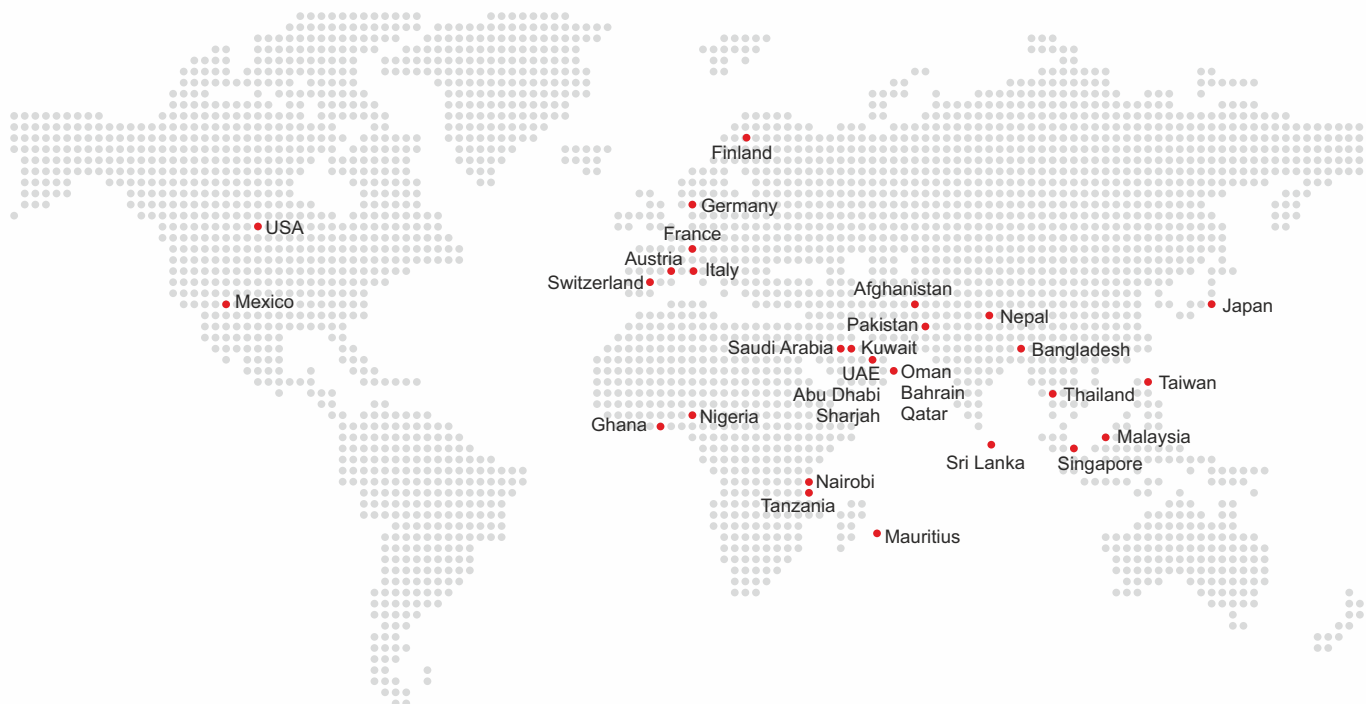 Finland
Germany
USA
France
Austria
Italy
Switzerland
Afghanistan
Mexico
Japan
Nepal
Pakistan
Saudi Arabia
Kuwait
Bangladesh
UAE
Oman
Abu Dhabi
Bahrain
Sharjah
Qatar
Taiwan
Thailand
Nigeria
Ghana
Malaysia
Sri Lanka
Singapore
Nairobi
Tanzania
Mauritius